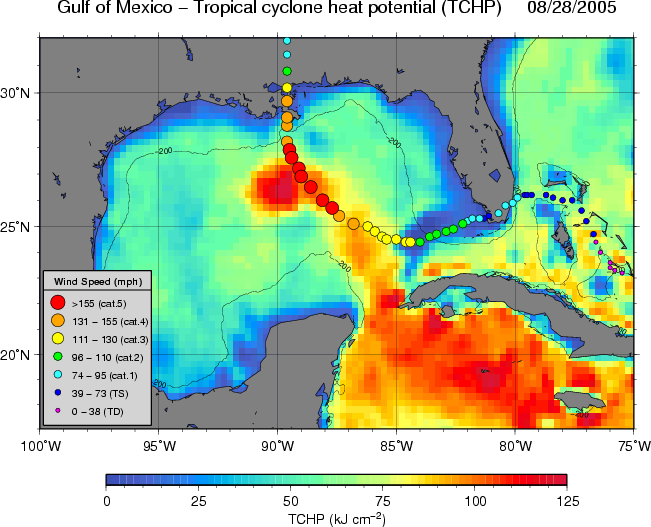 Gulf of Mexico − Tropical cyclone heat potential (TCHP) 08/28/2005
30°N
25°N
20°N
−200
−200
−200
−200
Wind Speed (mph)
>155 (cat.5)
131 − 155 (cat.4)
111 − 130 (cat.3)
96 − 110 (cat.2)
74 − 95 (cat.1)
39 − 73 (TS)
0 − 38 (TD)
100°W 95°W 90°W 85°W 80°W 75°W
0 25 50 75 100 125
TCHP (kJ cm⁻²)